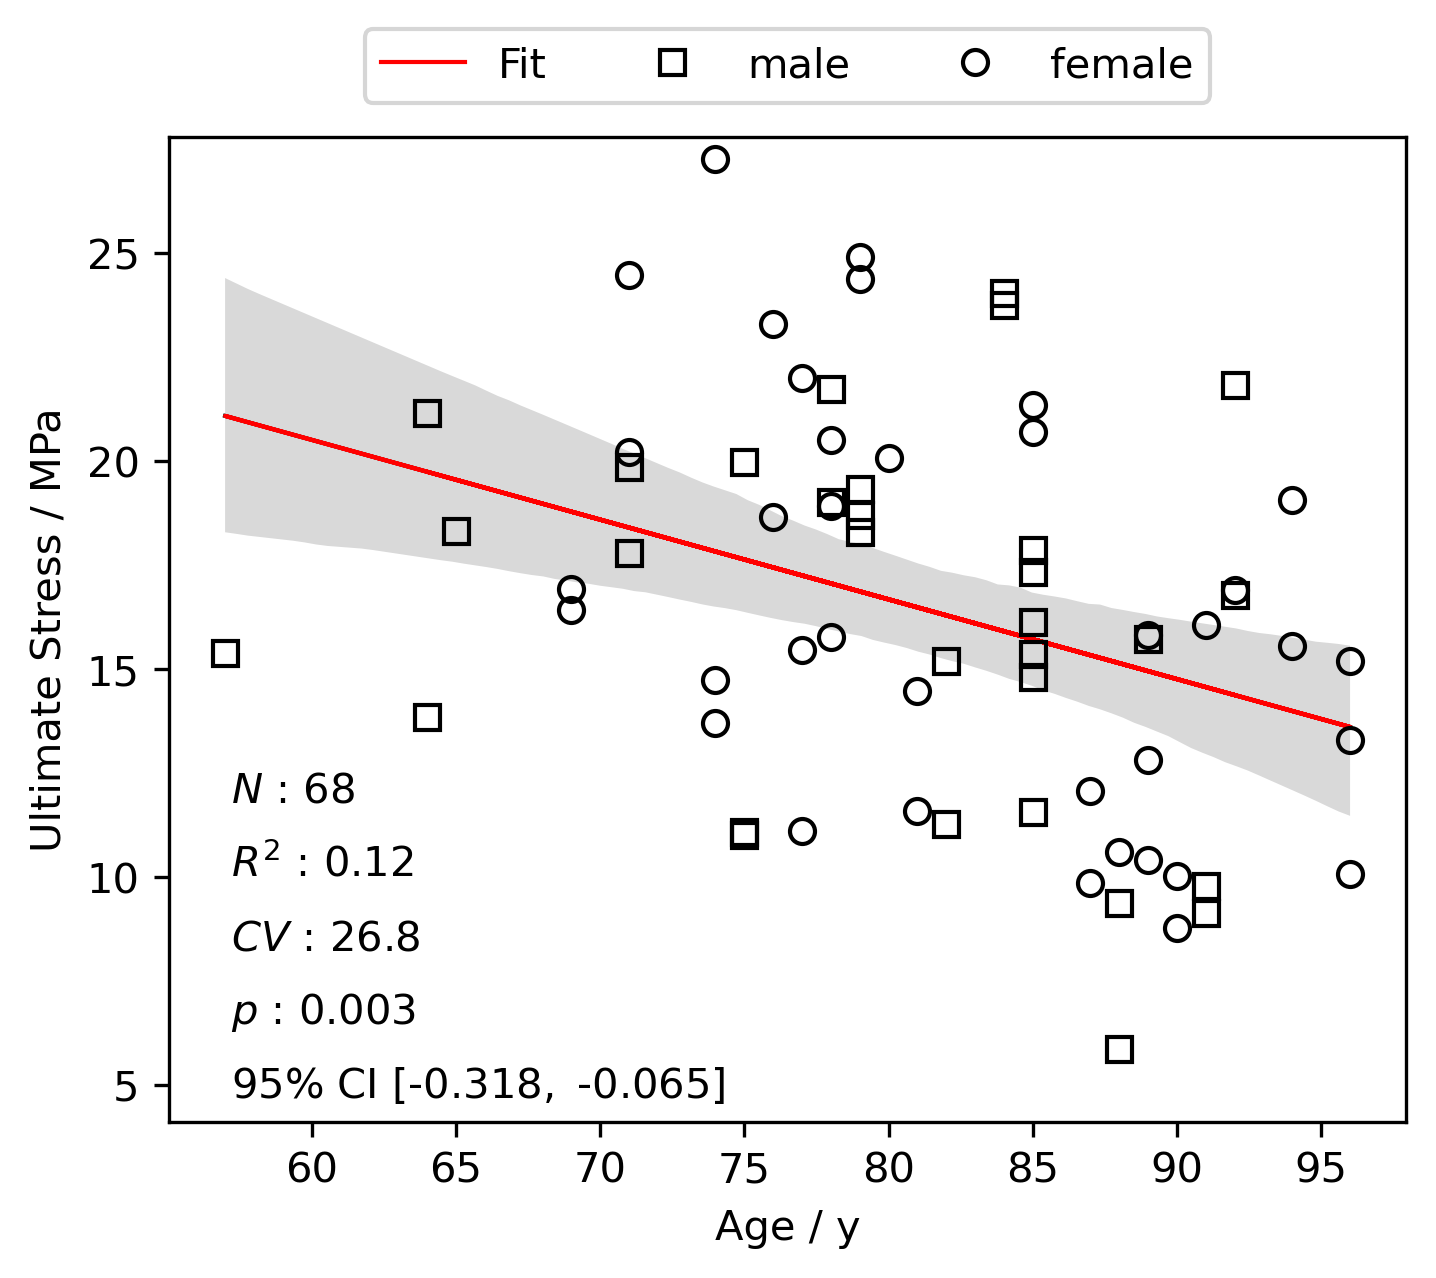 Fit male female
25
20
15
10
5
Ultimate Stress / MPa
N : 68
R² : 0.12
CV : 26.8
p : 0.003
95% CI [-0.318, -0.065]
60 65 70 75 80 85 90 95
Age / y